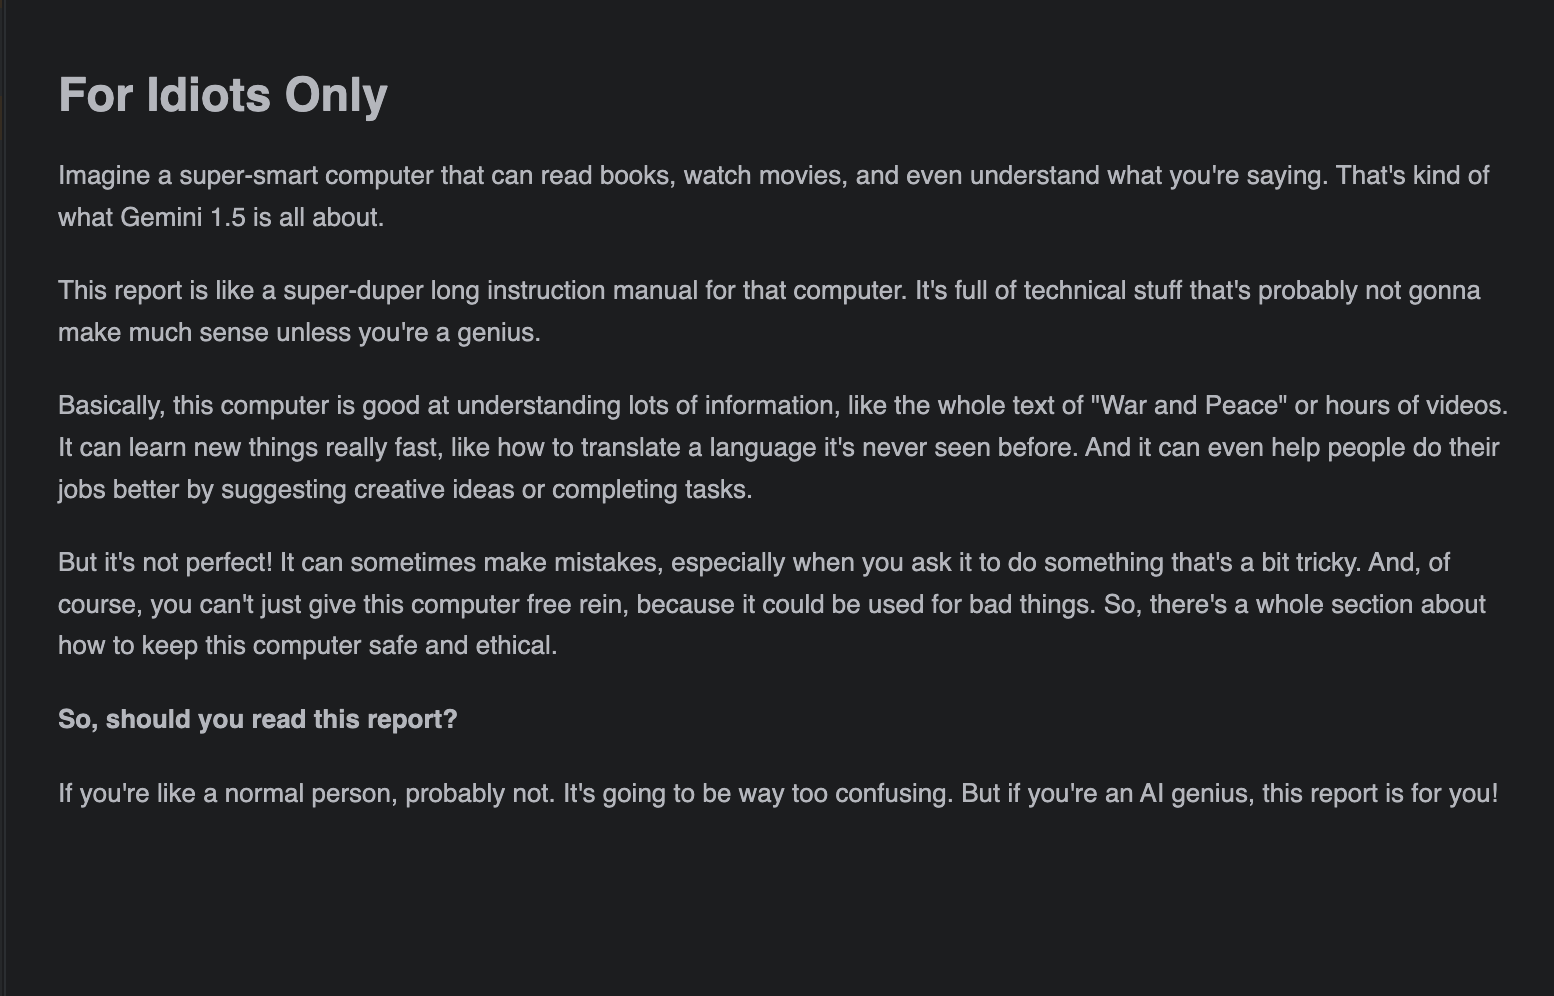 For Idiots Only
Imagine a super-smart computer that can read books, watch movies, and even understand what you're saying. That's kind of
what Gemini 1.5 is all about.
This report is like a super-duper long instruction manual for that computer. It's full of technical stuff that's probably not gonna
make much sense unless you're a genius.
Basically, this computer is good at understanding lots of information, like the whole text of "War and Peace" or hours of videos.
It can learn new things really fast, like how to translate a language it's never seen before. And it can even help people do their
jobs better by suggesting creative ideas or completing tasks.
But it's not perfect! It can sometimes make mistakes, especially when you ask it to do something that's a bit tricky. And, of
course, you can't just give this computer free rein, because it could be used for bad things. So, there's a whole section about
how to keep this computer safe and ethical.
So, should you read this report?
If you're like a normal person, probably not. It's going to be way too confusing. But if you're an AI genius, this report is for you!